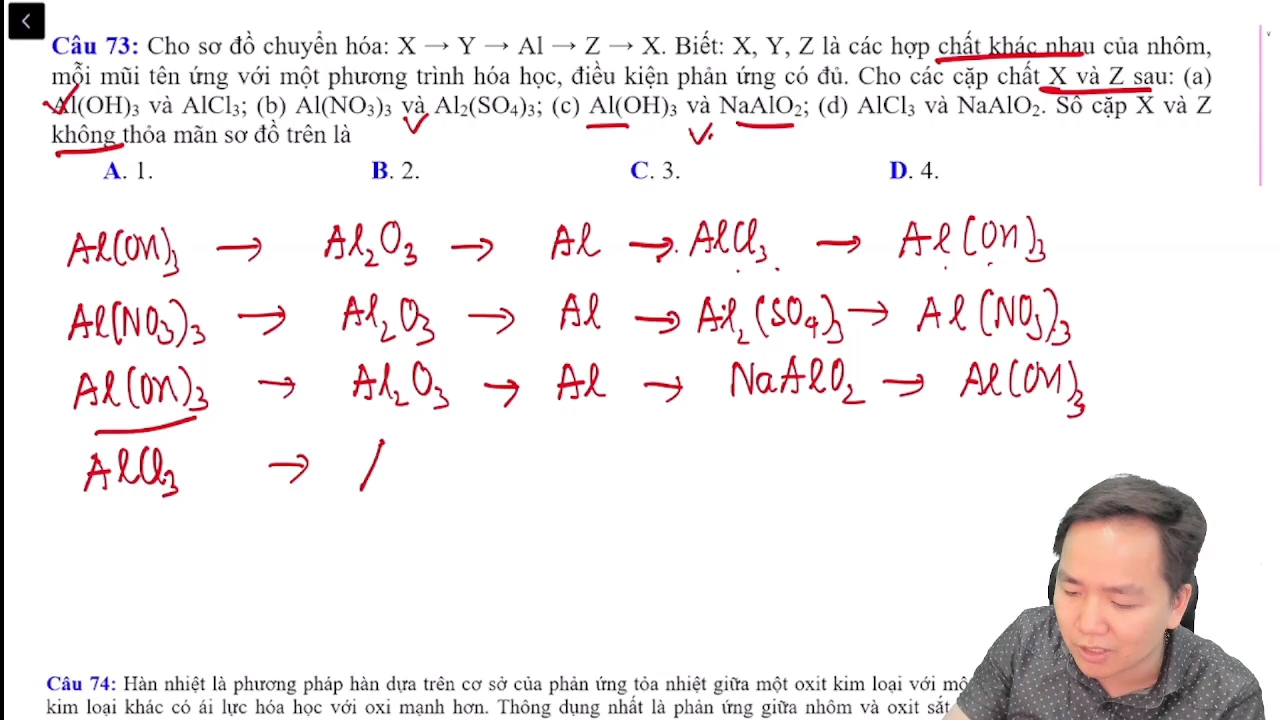 Câu 73: Cho sơ đồ chuyển hóa: X → Y → Al → Z → X. Biết: X, Y, Z là các hợp chất khác nhau của nhôm,
mỗi mũi tên ứng với một phương trình hóa học, điều kiện phản ứng có đủ. Cho các cặp chất X và Z sau: (a)
Al(OH)₃ và AlCl₃; (b) Al(NO₃)₃ và Al₂(SO₄)₃; (c) Al(OH)₃ và NaAlO₂; (d) AlCl₃ và NaAlO₂. Số cặp X và Z
không thỏa mãn sơ đồ trên là
A. 1. B. 2. C. 3. D. 4.
Al(OH)₃ → Al₂O₃ → Al → AlCl₃ → Al(OH)₃
Al(NO₃)₃ → Al₂O₃ → Al → Al₂(SO₄)₃ → Al(NO₃)₃
Al(OH)₃ → Al₂O₃ → Al → NaAlO₂ → Al(OH)₃
AlCl₃ →
Câu 74: Hàn nhiệt là phương pháp hàn dựa trên cơ sở của phản ứng tỏa nhiệt giữa một oxit kim loại với
kim loại khác có ái lực hóa học với oxi mạnh hơn. Thông dụng nhất là phản ứng giữa nhôm và oxit sắt